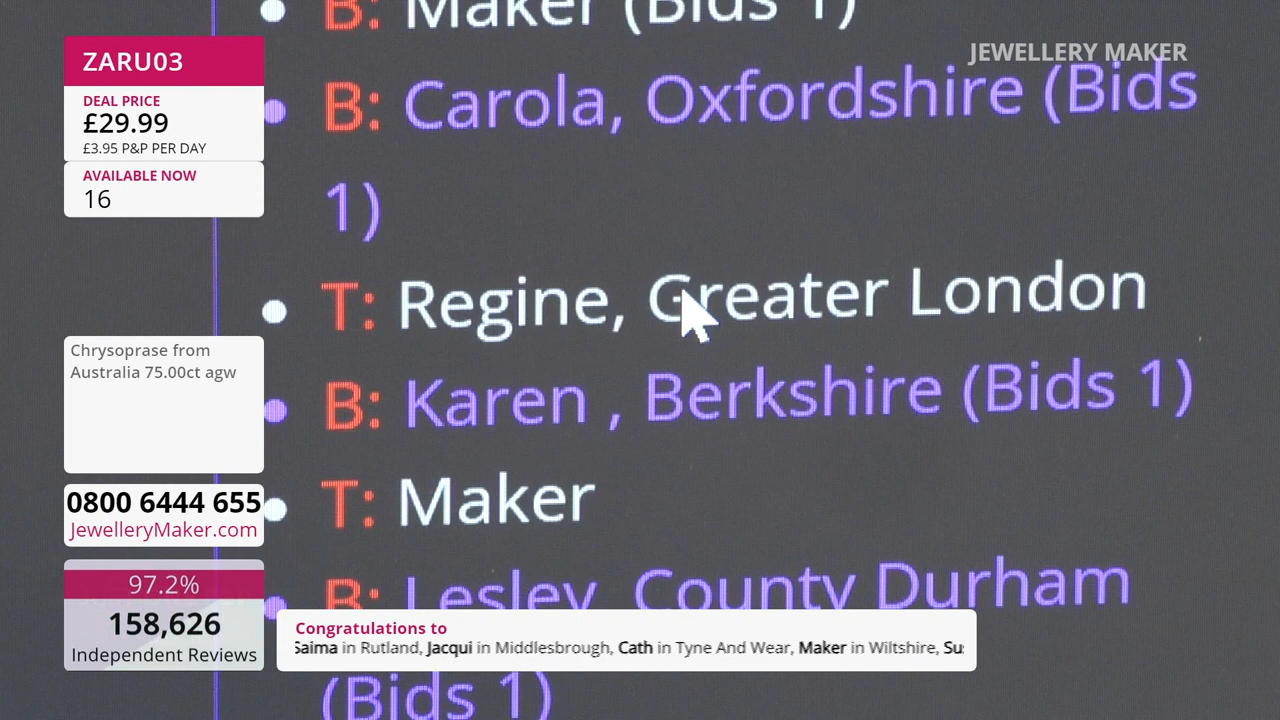 B: Maker (Bids 1)
JEWELLERY MAKER
ZARU03
DEAL PRICE
£29.99
£3.95 P&P PER DAY
AVAILABLE NOW
16
B: Carola, Oxfordshire (Bids
1)
T: Regine, Greater London
Chrysoprase from
Australia 75.00ct agw
B: Karen , Berkshire (Bids 1)
T: Maker
0800 6444 655
JewelleryMaker.com
97.2%
158,626
Independent Reviews
B: Lesley, County Durham
(Bids 1)
Congratulations to
Saima in Rutland, Jacqui in Middlesbrough, Cath in Tyne And Wear, Maker in Wiltshire,